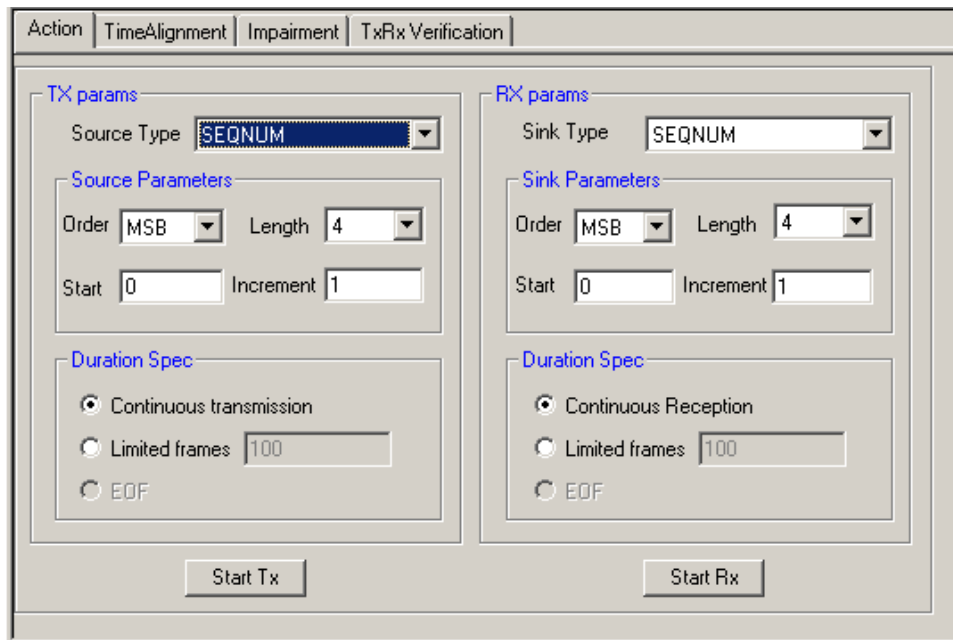 Action TimeAlignment Impairment TxRx Verification
TX params
Source Type SEQNUM
Source Parameters
Order MSB Length 4
Start 0 Increment 1
Duration Spec
Continuous transmission
Limited frames 100
EOF
Start Tx
RX params
Sink Type SEQNUM
Sink Parameters
Order MSB Length 4
Start 0 Increment 1
Duration Spec
Continuous Reception
Limited frames 100
EOF
Start Rx